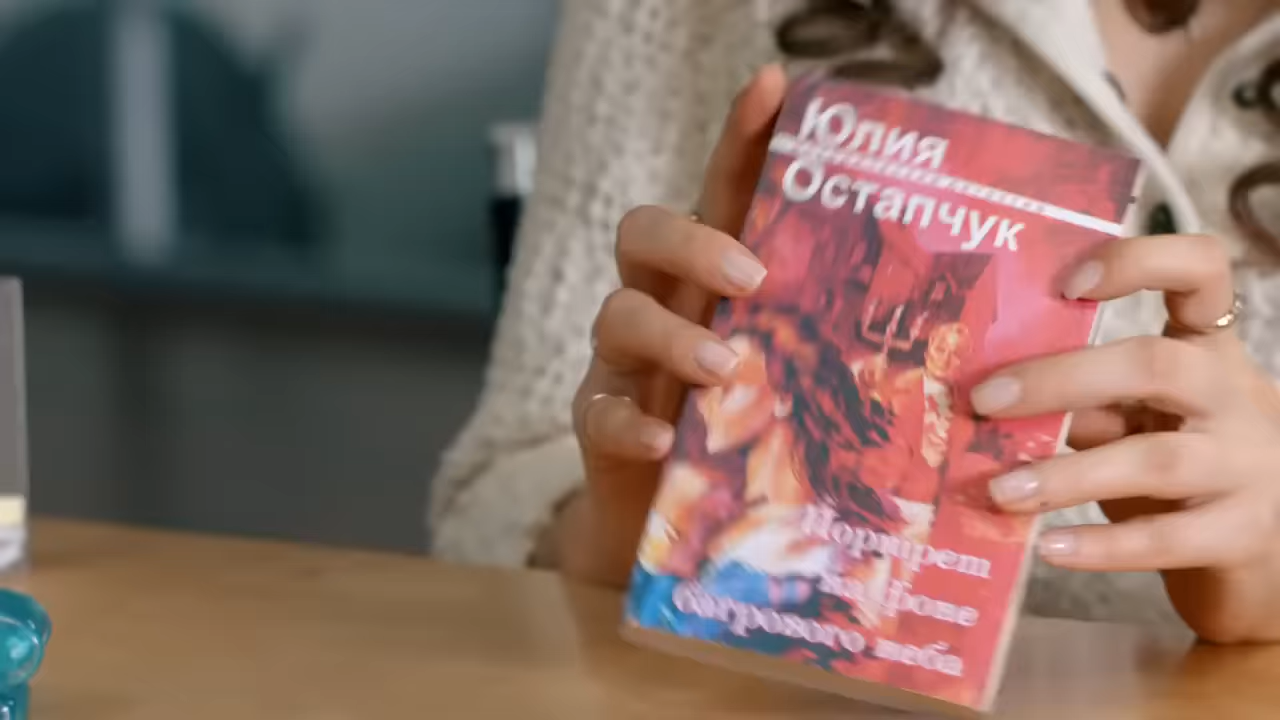 Юлия
Остапчук
Портрет
на фоне
багрового неба